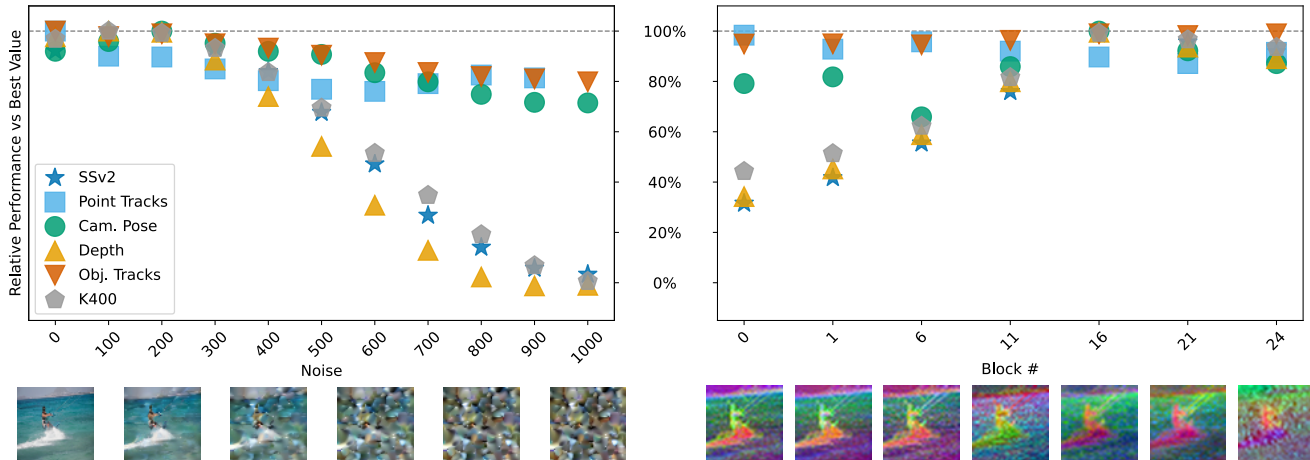 Relative Performance vs Best Value
SSv2
Point Tracks
Cam. Pose
Depth
Obj. Tracks
K400
0 100 200 300 400 500 600 700 800 900 1000
Noise
100%
80%
60%
40%
20%
0%
0 1 6 11 16 21 24
Block #